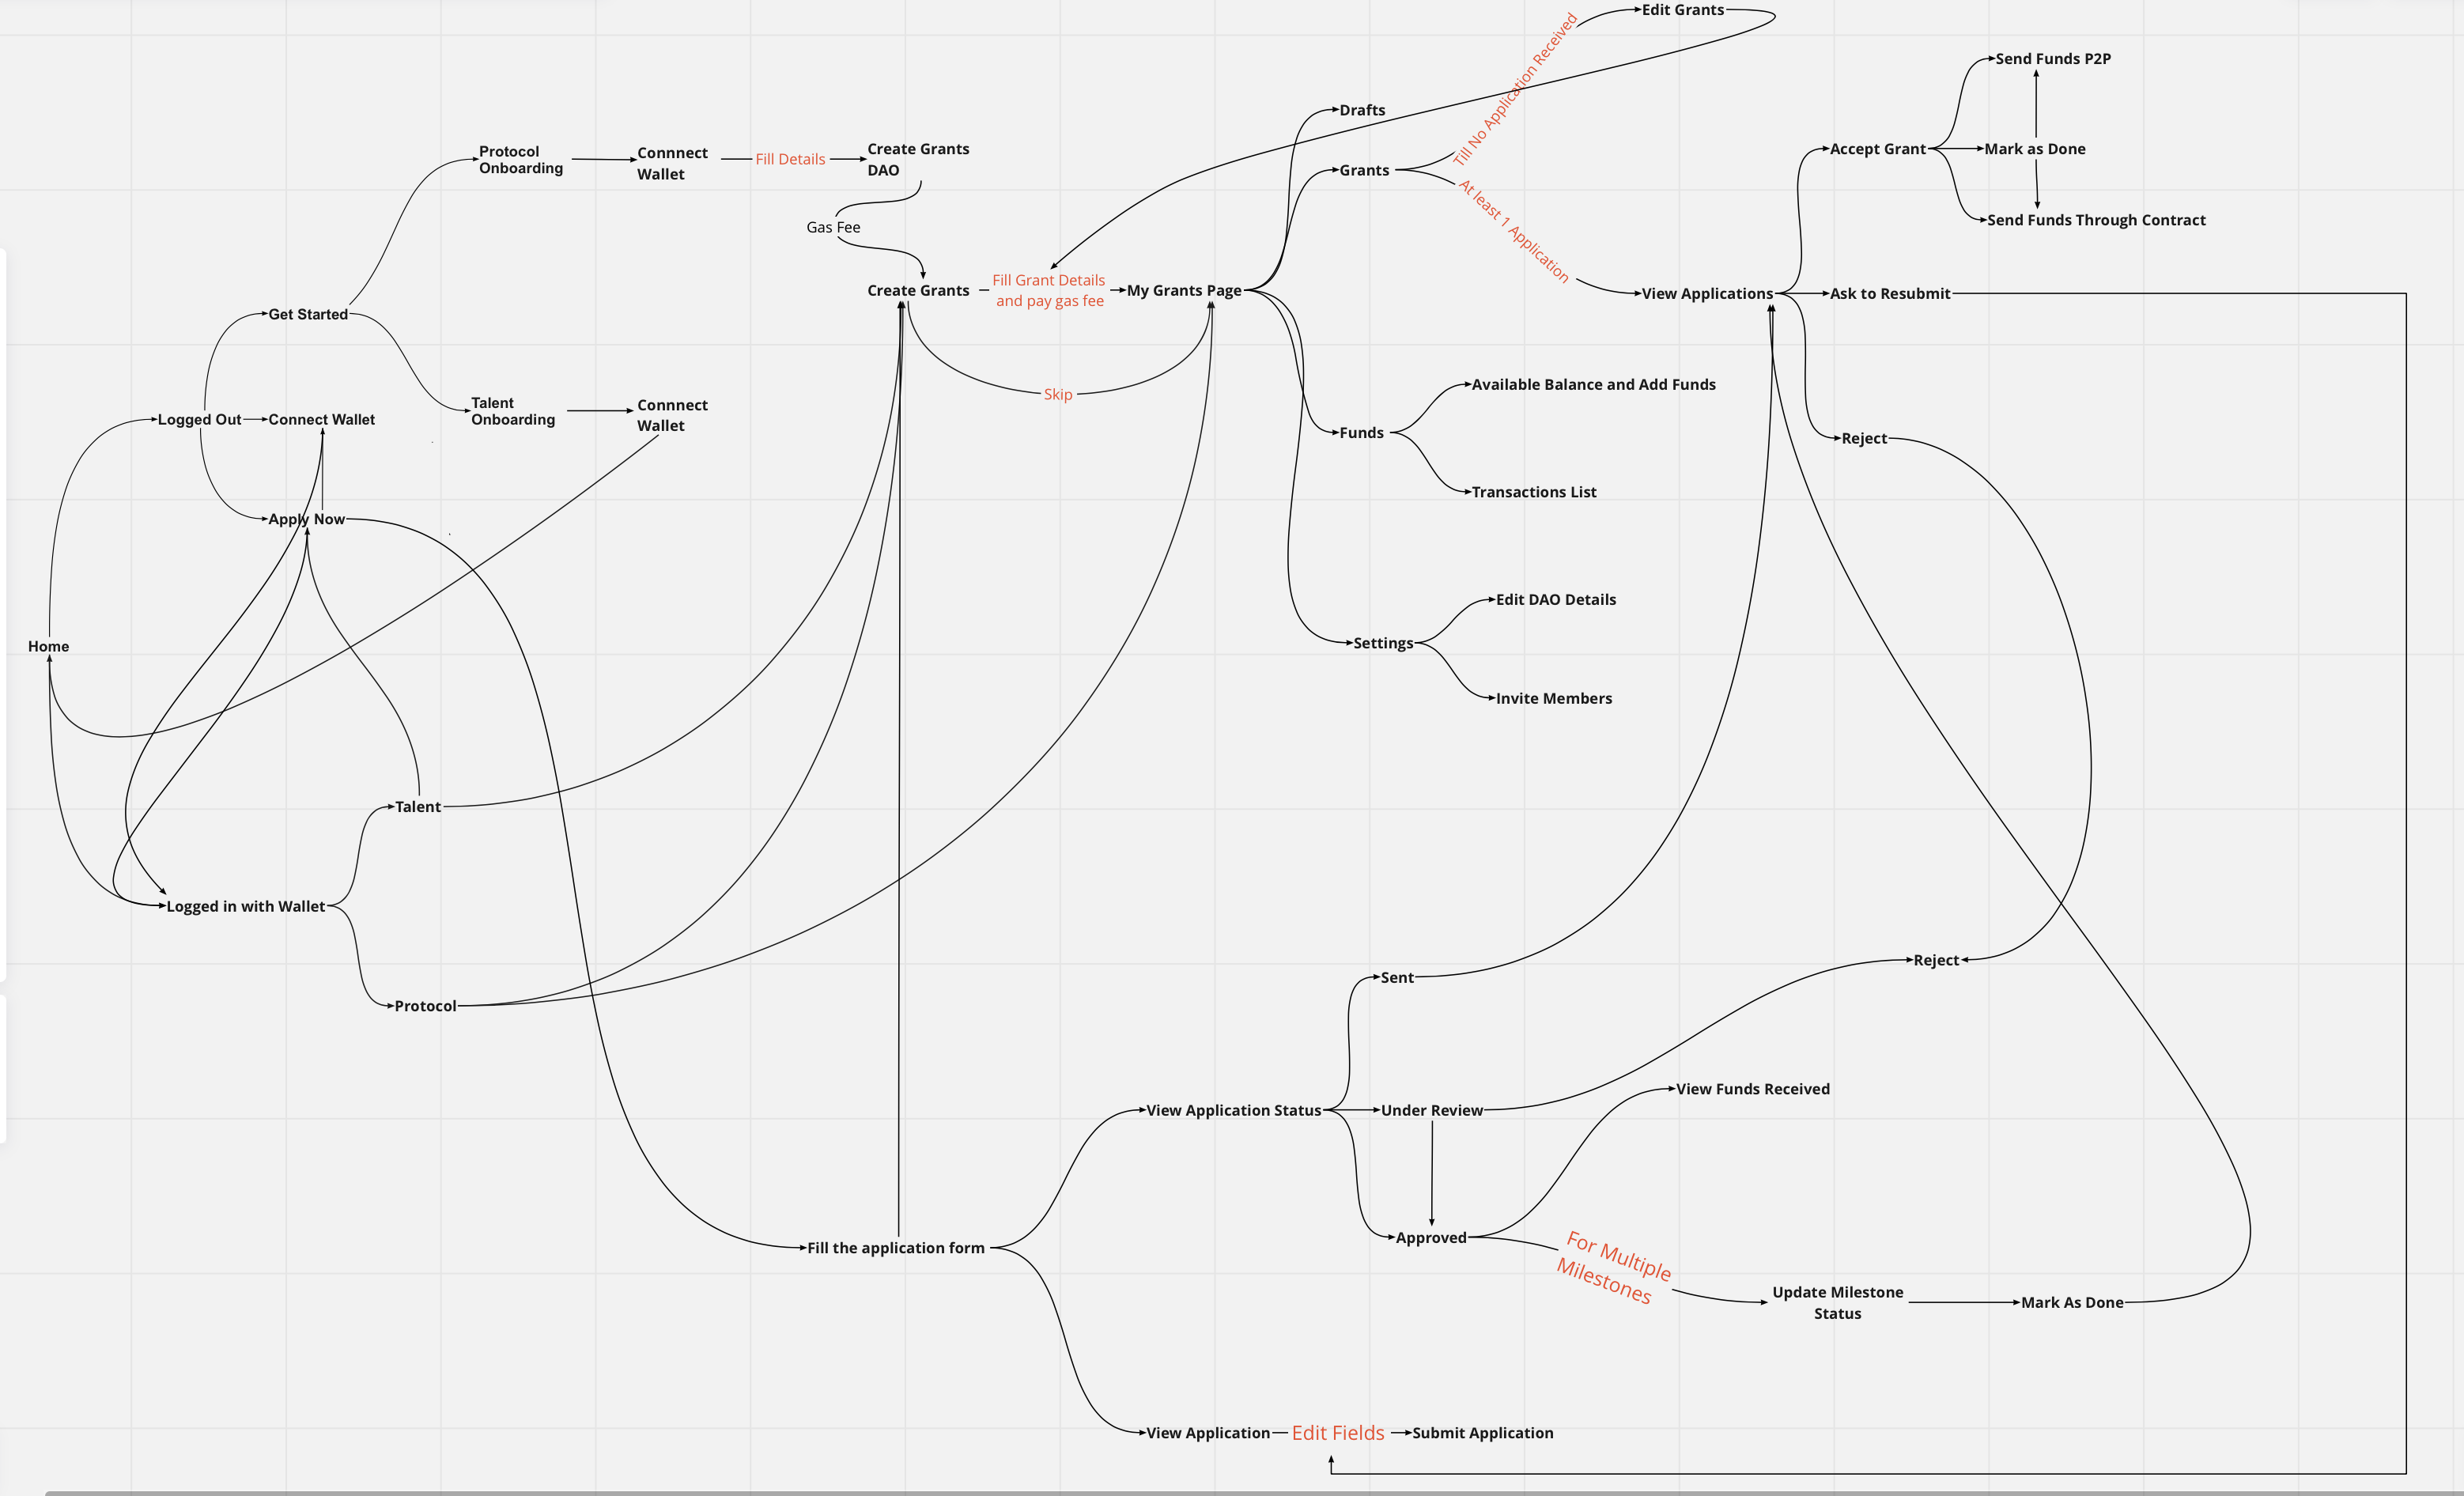 Edit Grants
Till No Application Received
Send Funds P2P
Drafts
Protocol
Onboarding
Connnect
Wallet
Fill Details
Create Grants
DAO
Grants
Accept Grant
Mark as Done
At least 1 Application
Send Funds Through Contract
Gas Fee
Create Grants
Fill Grant Details
and pay gas fee
My Grants Page
View Applications
Ask to Resubmit
Get Started
Skip
Available Balance and Add Funds
Logged Out
Connect Wallet
Talent
Onboarding
Connnect
Wallet
Funds
Reject
Transactions List
Apply Now
Edit DAO Details
Home
Settings
Invite Members
Talent
Logged in with Wallet
Reject
Sent
Protocol
View Funds Received
View Application Status
Under Review
Approved
Fill the application form
For Multiple
Milestones
Update Milestone
Status
Mark As Done
View Application
Edit Fields
Submit Application